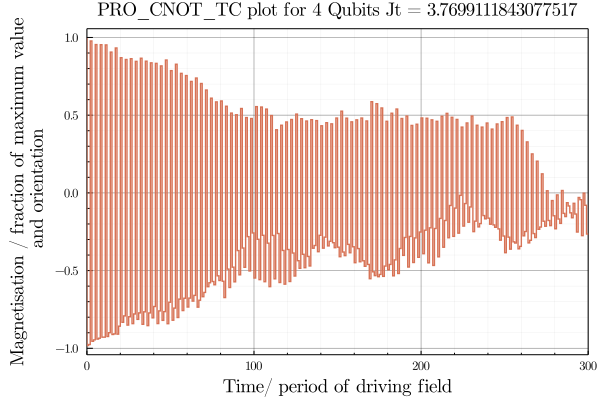 PRO_CNOT_TC plot for 4 Qubits Jt = 3.7699111843077517
Magnetisation / fraction of maximum value
and orientation
1.0
0.5
0.0
−0.5
−1.0
0
100
200
300
Time/ period of driving field